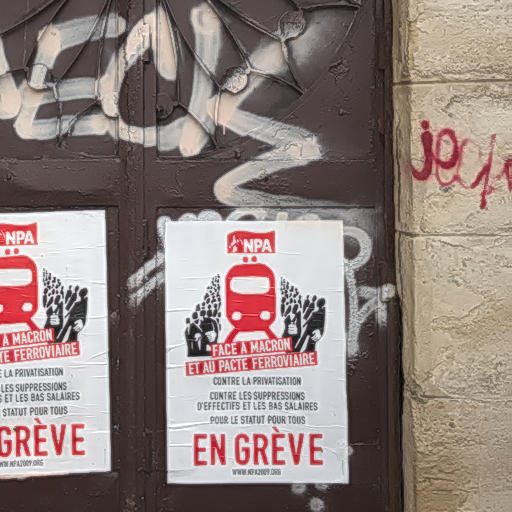 NPA
A MACRON
TE FERROVIAIRE
LA PRIVATISATION
LES SUPPRESSIONS
ET LES BAS SALAIRES
STATUT POUR TOUS
GRÈVE
WWW.NPA2009.ORG
NPA
FACE A MACRON
ET AU PACTE FERROVIAIRE
CONTRE LA PRIVATISATION
CONTRE LES SUPPRESSIONS
D'EFFECTIFS ET LES BAS SALAIRES
POUR LE STATUT POUR TOUS
EN GRÈVE
WWW.NPA2009.ORG